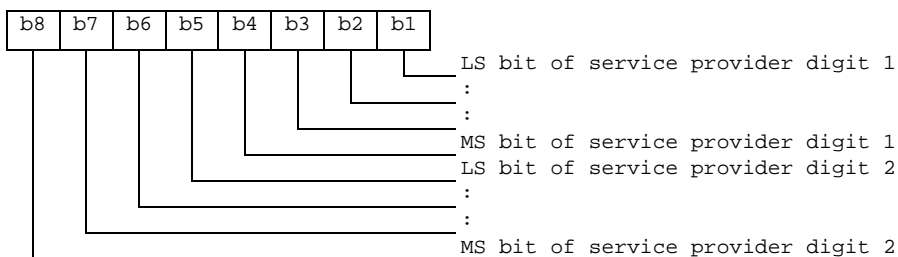 b8 b7 b6 b5 b4 b3 b2 b1
LS bit of service provider digit 1
:
:
MS bit of service provider digit 1
LS bit of service provider digit 2
:
:
MS bit of service provider digit 2